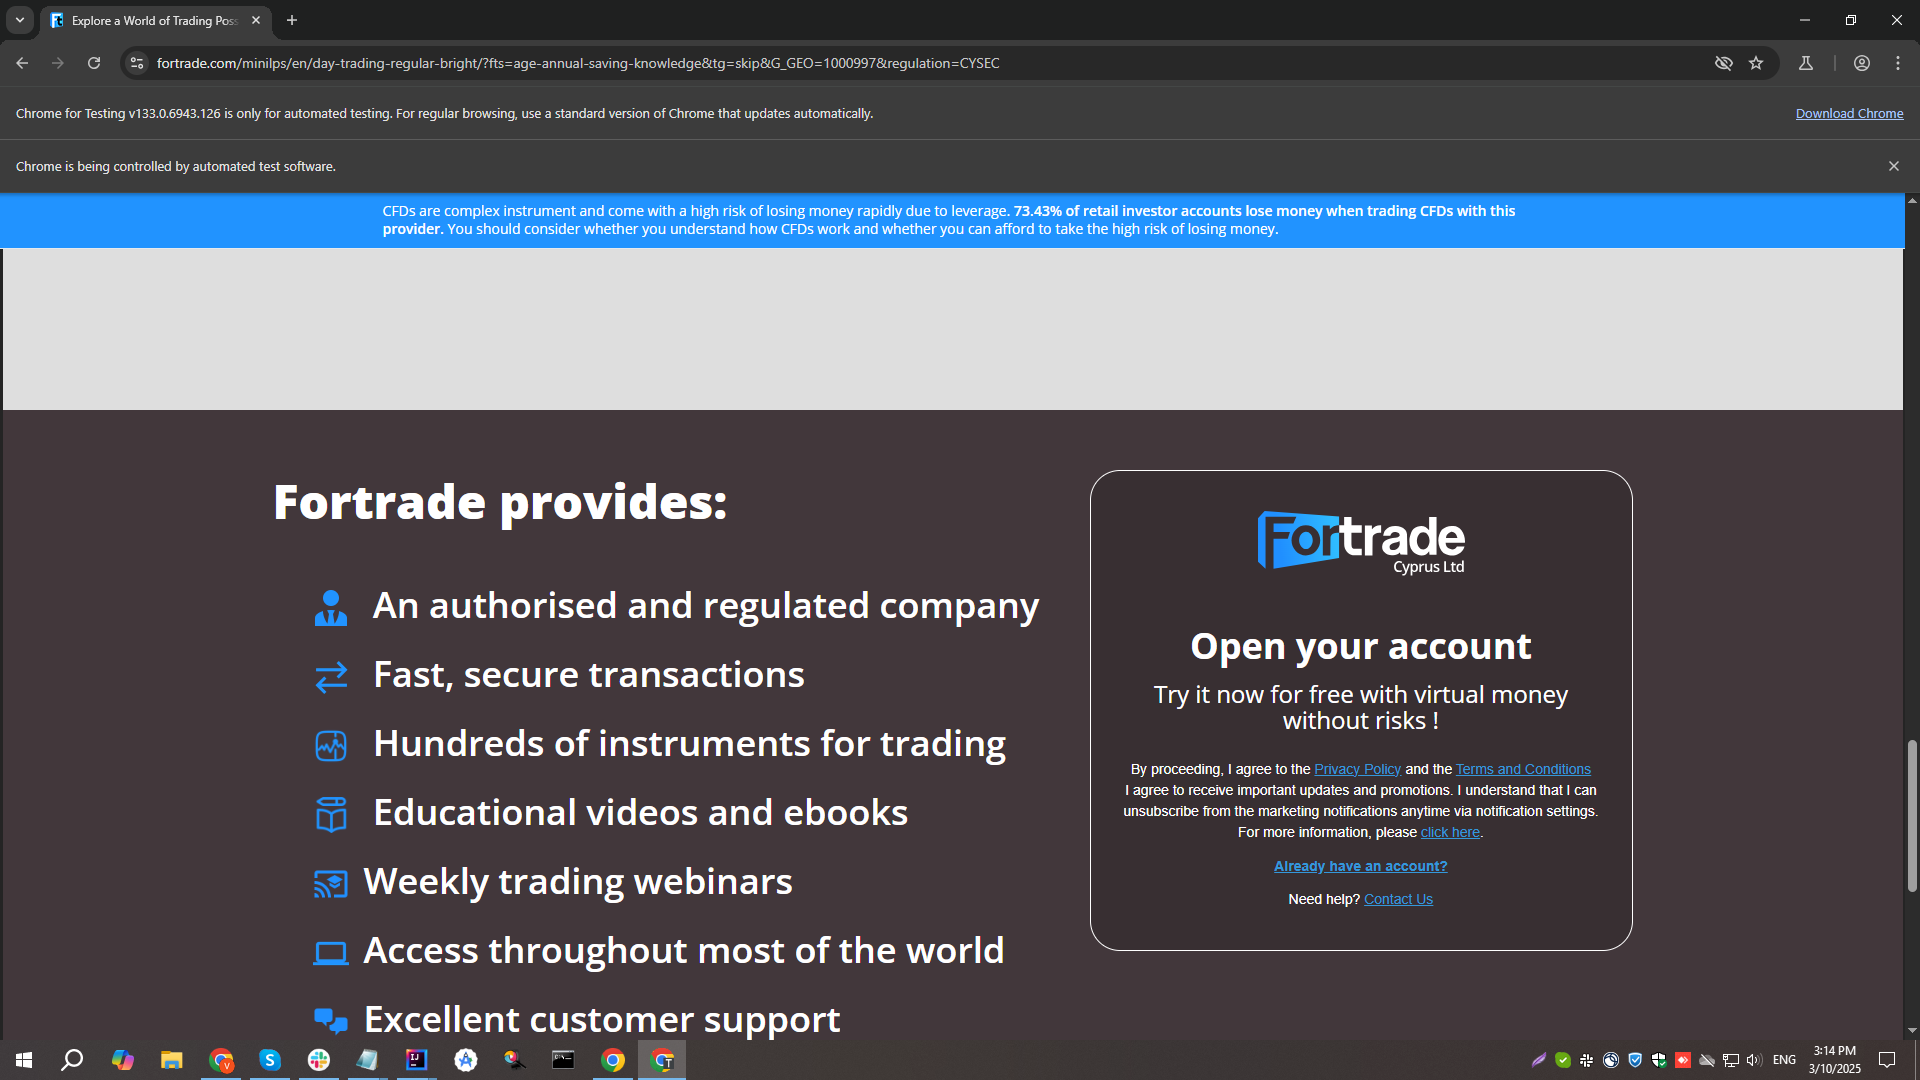 Explore a World of Trading Pos
fortrade.com/minilps/en/day-trading-regular-bright/?fts=age-annual-saving-knowledge&tg=skip&G_GEO=1000997&regulation=CYSEC
Chrome for Testing v133.0.6943.126 is only for automated testing. For regular browsing, use a standard version of Chrome that updates automatically.
Download Chrome
Chrome is being controlled by automated test software.
CFDs are complex instrument and come with a high risk of losing money rapidly due to leverage. 73.43% of retail investor accounts lose money when trading CFDs with this
provider. You should consider whether you understand how CFDs work and whether you can afford to take the high risk of losing money.
Fortrade provides:
An authorised and regulated company
Fast, secure transactions
Hundreds of instruments for trading
Educational videos and ebooks
Weekly trading webinars
Access throughout most of the world
Excellent customer support
Fortrade
Cyprus Ltd
Open your account
Try it now for free with virtual money
without risks !
By proceeding, I agree to the Privacy Policy and the Terms and Conditions
I agree to receive important updates and promotions. I understand that I can
unsubscribe from the marketing notifications anytime via notification settings.
For more information, please click here.
Already have an account?
Need help? Contact Us
ENG
3:14 PM
3/10/2025